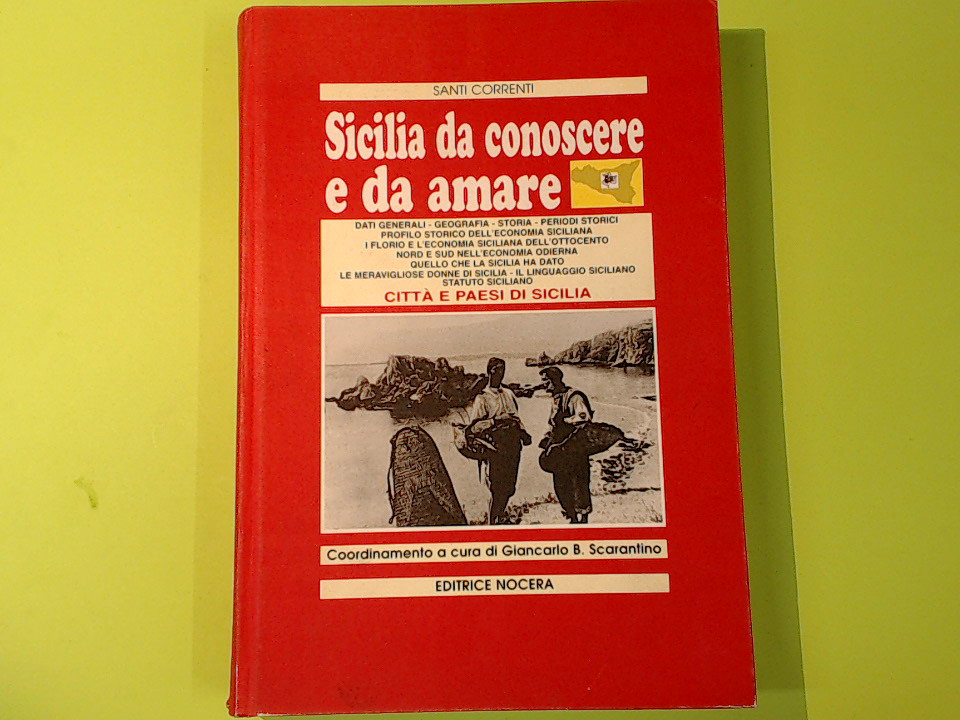 SANTI CORRENTI
Sicilia da conoscere
e da amare
DATI GENERALI - GEOGRAFIA - STORIA - PERIODI STORICI
PROFILO STORICO DELL'ECONOMIA SICILIANA
I FLORIO E L'ECONOMIA SICILIANA DELL'OTTOCENTO
NORD E SUD NELL'ECONOMIA ODIERNA
QUELLO CHE LA SICILIA HA DATO
LE MERAVIGLIOSE DONNE DI SICILIA - IL LINGUAGGIO SICILIANO
STATUTO SICILIANO
CITTÀ E PAESI DI SICILIA
Coordinamento a cura di Giancarlo B. Scarantino
EDITRICE NOCERA